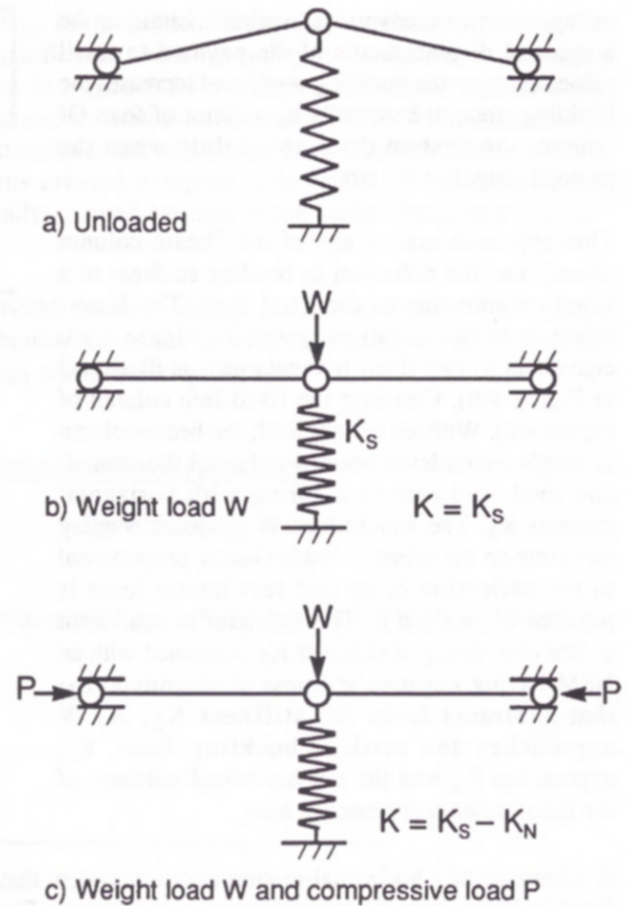 a) Unloaded
W
K_S
b) Weight load W K = K_S
W
P P
K = K_S – K_N
c) Weight load W and compressive load P